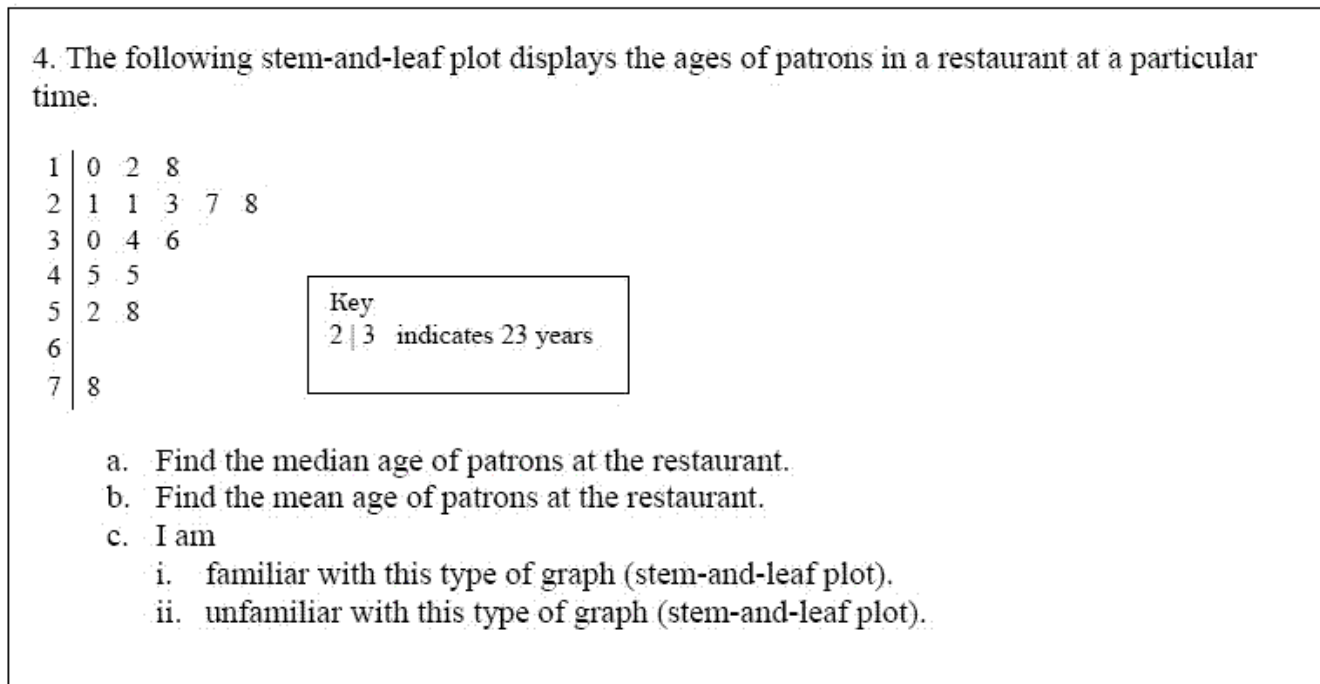 4. The following stem-and-leaf plot displays the ages of patrons in a restaurant at a particular
time.
1 | 0 2 8
2 | 1 1 3 7 8
3 | 0 4 6
4 | 5 5
5 | 2 8
6 |
7 | 8
Key
2 | 3 indicates 23 years
a. Find the median age of patrons at the restaurant.
b. Find the mean age of patrons at the restaurant.
c. I am
i. familiar with this type of graph (stem-and-leaf plot).
ii. unfamiliar with this type of graph (stem-and-leaf plot).